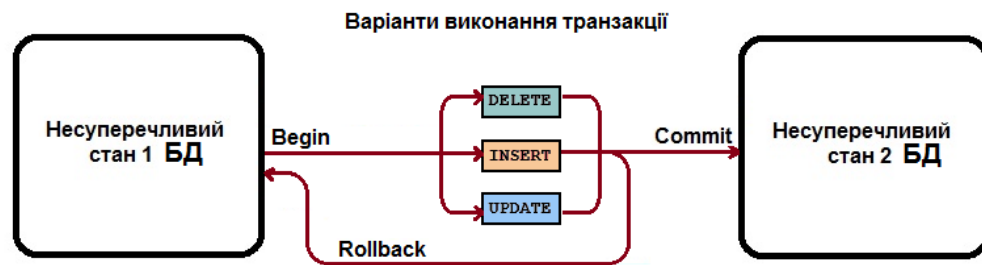 Варіанти виконання транзакції
Несуперечливий
стан 1 БД
Begin
DELETE
INSERT
UPDATE
Commit
Rollback
Несуперечливий
стан 2 БД